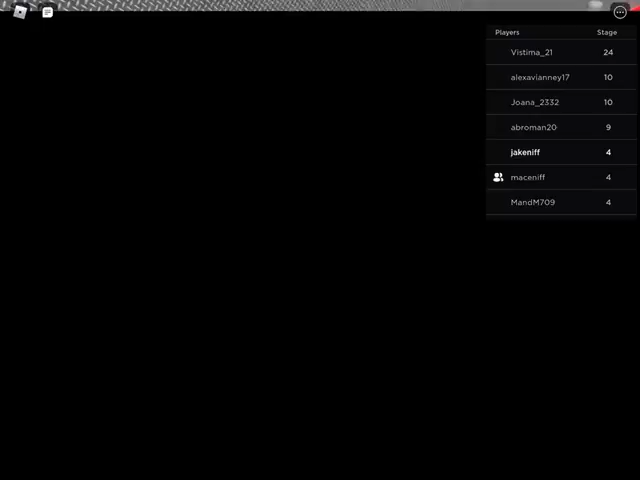 Players Stage
Vistima_21 24
alexavianney17 10
Joana_2332 10
abroman20 9
jakeniff 4
maceniff 4
MandM709 4